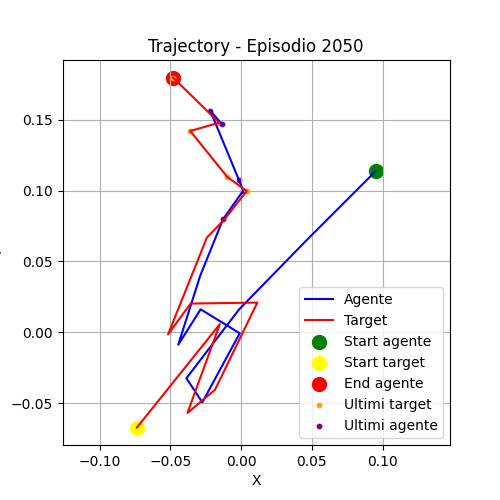 Trajectory - Episodio 2050
0.15
0.10
0.05
0.00
−0.05
−0.10
−0.05
0.00
0.05
0.10
X
Agente
Target
Start agente
Start target
End agente
Ultimi target
Ultimi agente